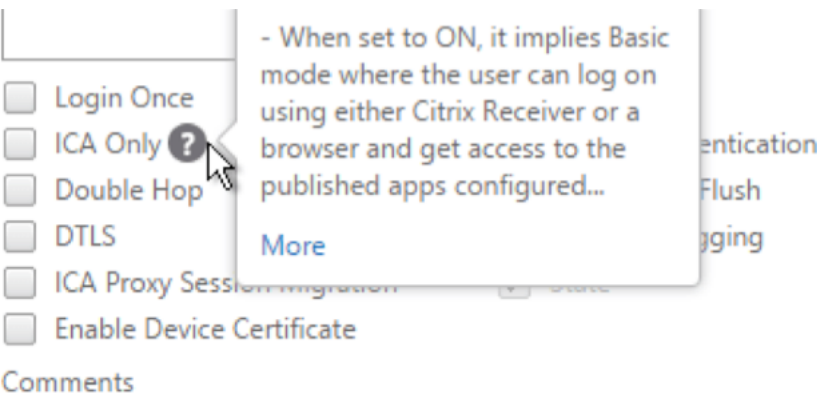 - When set to ON, it implies Basic
mode where the user can log on
using either Citrix Receiver or a
browser and get access to the
published apps configured...
More
Login Once
ICA Only ?
entication
Double Hop
Flush
DTLS
gging
ICA Proxy Session Migration
State
Enable Device Certificate
Comments